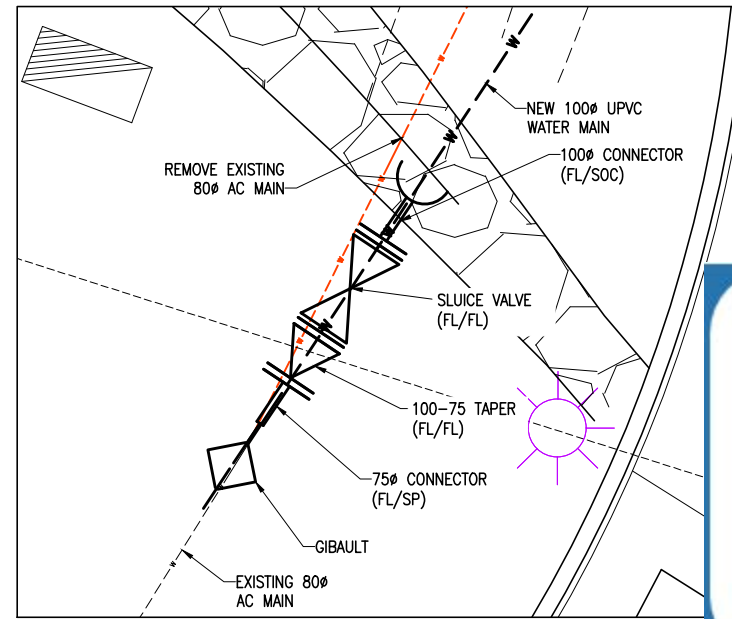 NEW 100ø UPVC
WATER MAIN
100ø CONNECTOR
(FL/SOC)
REMOVE EXISTING
80ø AC MAIN
SLUICE VALVE
(FL/FL)
100-75 TAPER
(FL/FL)
75ø CONNECTOR
(FL/SP)
GIBAULT
EXISTING 80ø
AC MAIN
W
W
W
W
W
W
W
W